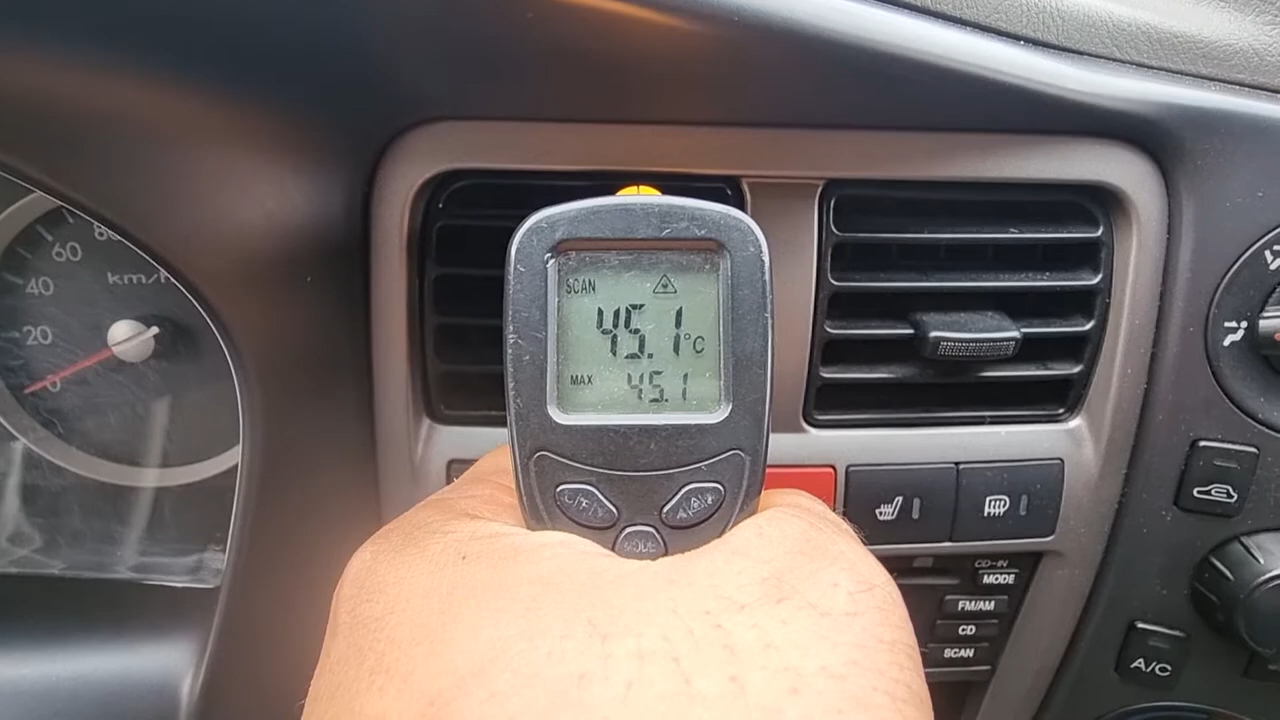 80
60
km/h
40
20
0
SCAN
45.1°C
MAX 45.1
°C/°F
MODE
CD-IN
MODE
FM/AM
CD
SCAN
A/C